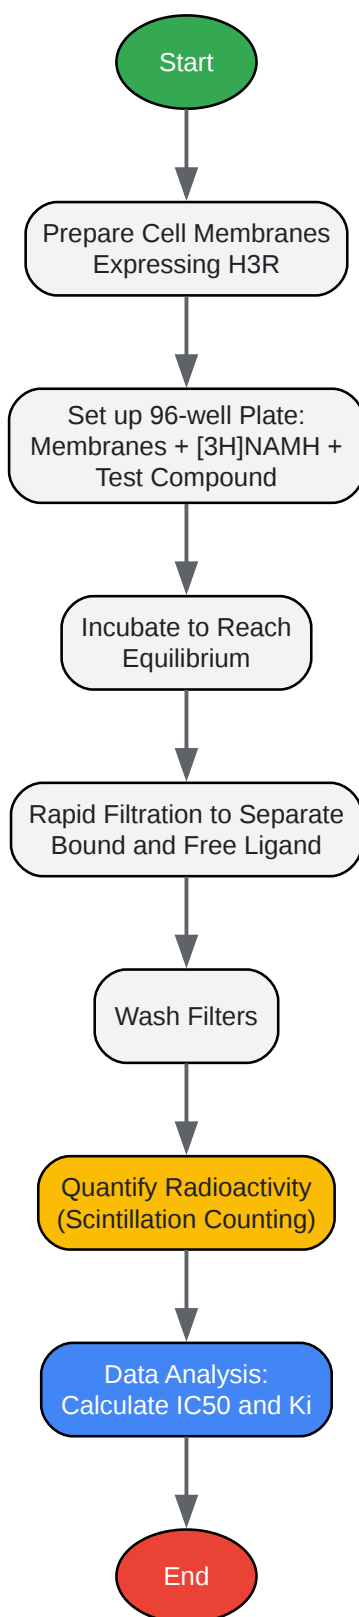 Start
Prepare Cell Membranes
Expressing H3R
Set up 96-well Plate:
Membranes + [3H]NAMH +
Test Compound
Incubate to Reach
Equilibrium
Rapid Filtration to Separate
Bound and Free Ligand
Wash Filters
Quantify Radioactivity
(Scintillation Counting)
Data Analysis:
Calculate IC50 and Ki
End